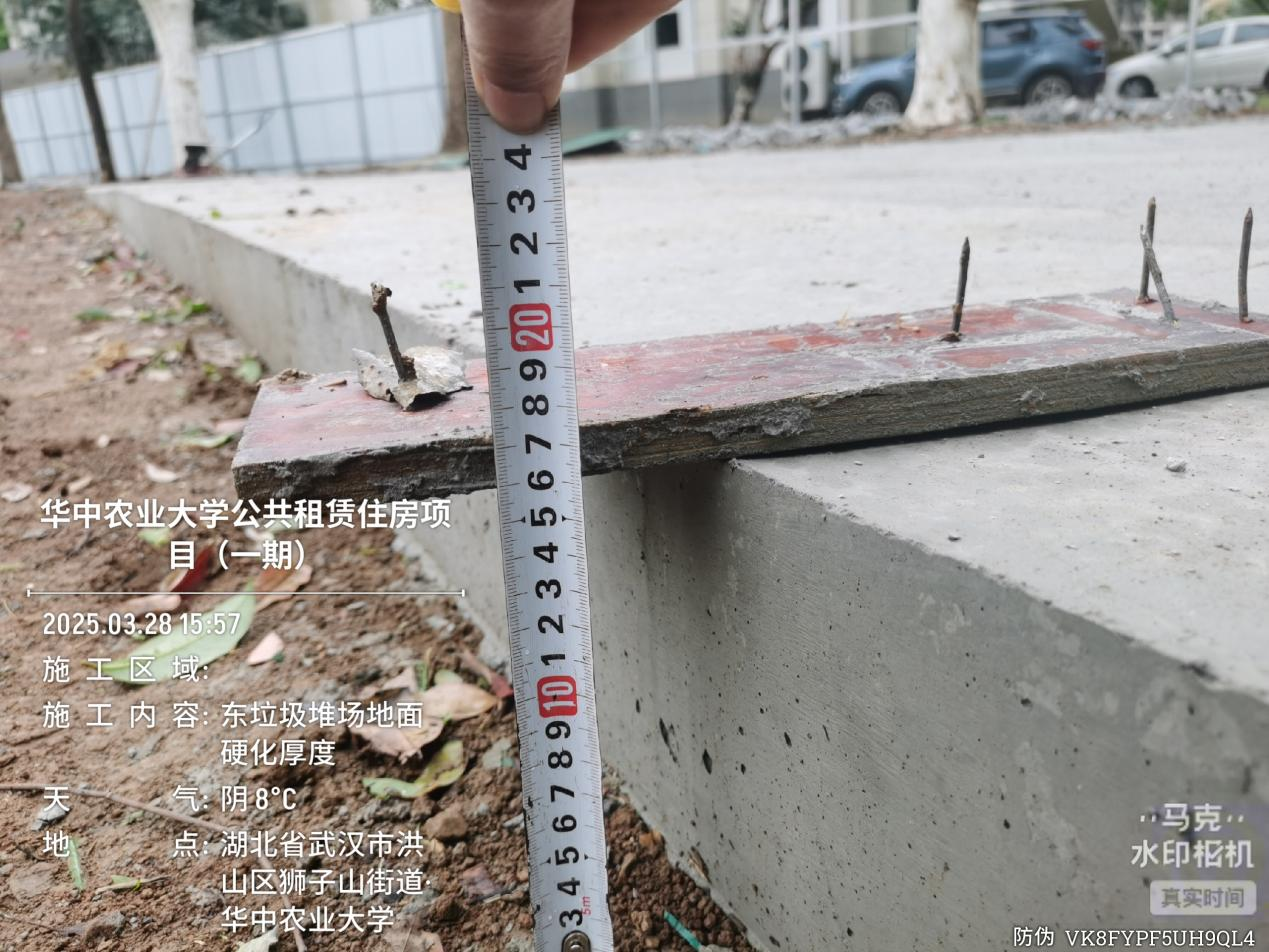 4
3
2
1
20
9
8
7
6
5
4
3
2
1
10
9
8
7
6
5
4
3
5m
华中农业大学公共租赁住房项
目（一期）
2025.03.28 15:57
施工区域:
施工内容: 东垃圾堆场地面
硬化厚度
天气: 阴 8°C
地点: 湖北省武汉市洪
山区狮子山街道·
华中农业大学
马克
水印相机
真实时间
防伪 VK8FYPF5UH9QL4